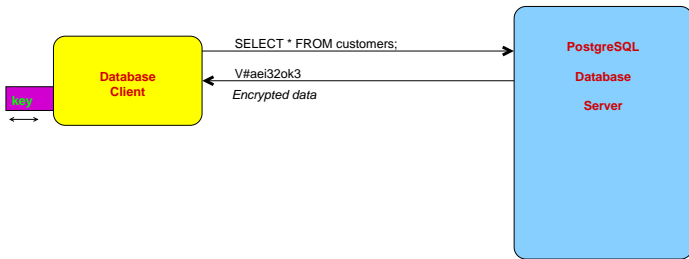 SELECT * FROM customers;
PostgreSQL
Database
Client
V#aei32ok3
Database
key
Encrypted data
Server